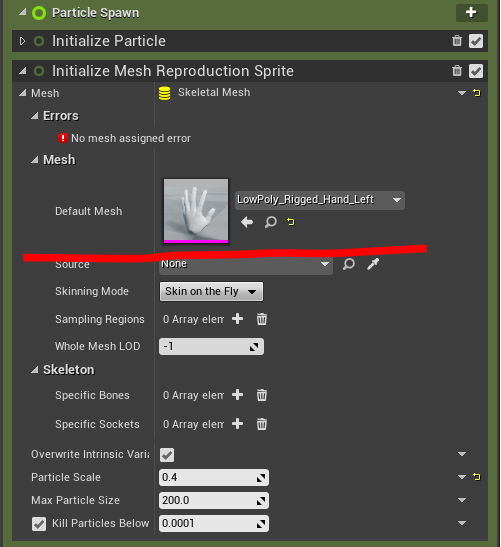 Particle Spawn
Initialize Particle
Initialize Mesh Reproduction Sprite
Mesh Skeletal Mesh
Errors
No mesh assigned error
Mesh
Default Mesh LowPoly_Rigged_Hand_Left
Source None
Skinning Mode Skin on the Fly
Sampling Regions 0 Array elem
Whole Mesh LOD -1
Skeleton
Specific Bones 0 Array elem
Specific Sockets 0 Array elem
Overwrite Intrinsic Varia
Particle Scale 0.4
Max Particle Size 200.0
Kill Particles Below 0.0001